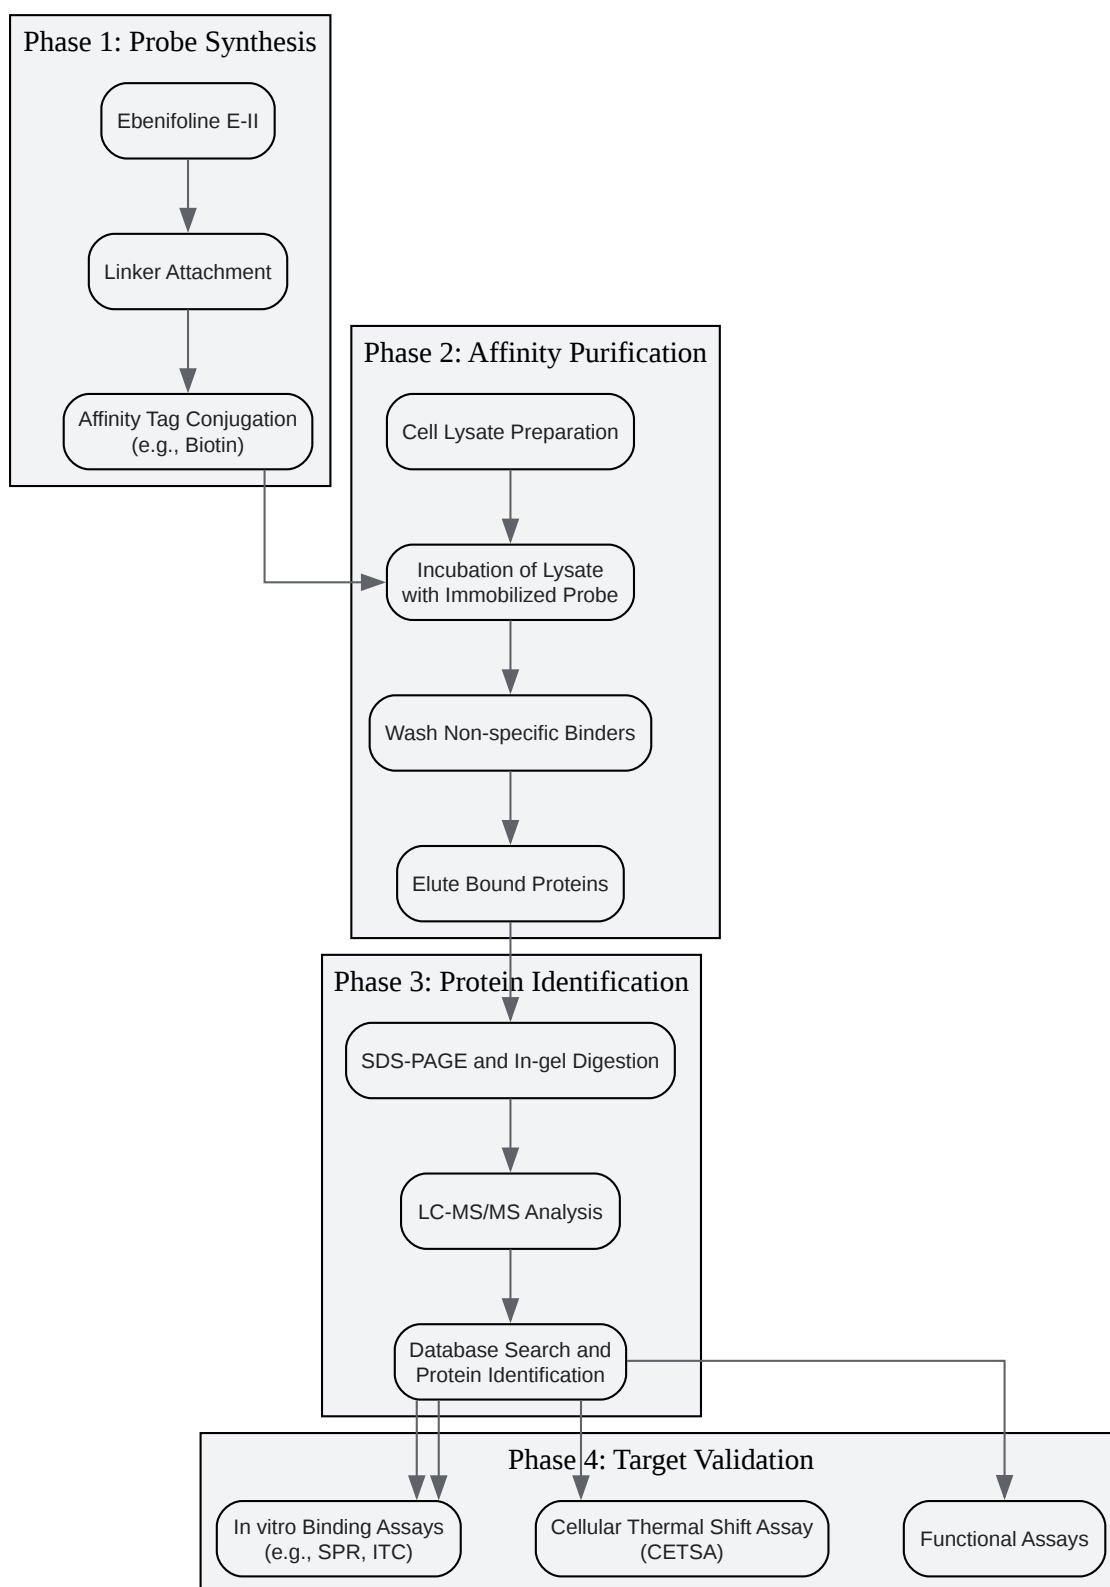 Phase 1: Probe Synthesis
Ebenifoline E-II
Linker Attachment
Affinity Tag Conjugation
(e.g., Biotin)
Phase 2: Affinity Purification
Cell Lysate Preparation
Incubation of Lysate
with Immobilized Probe
Wash Non-specific Binders
Elute Bound Proteins
Phase 3: Protein Identification
SDS-PAGE and In-gel Digestion
LC-MS/MS Analysis
Database Search and
Protein Identification
Phase 4: Target Validation
In vitro Binding Assays
(e.g., SPR, ITC)
Cellular Thermal Shift Assay
(CETSA)
Functional Assays